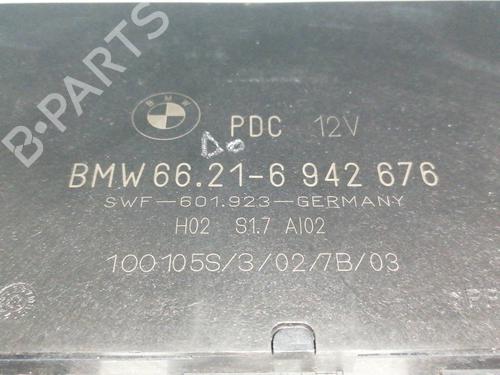 BMW
PDC 12V
BMW 66.21-6 942 676
SWF-601.923-GERMANY
H02 S1.7 AI02
100105S/3/02/7B/03
B-PARTS